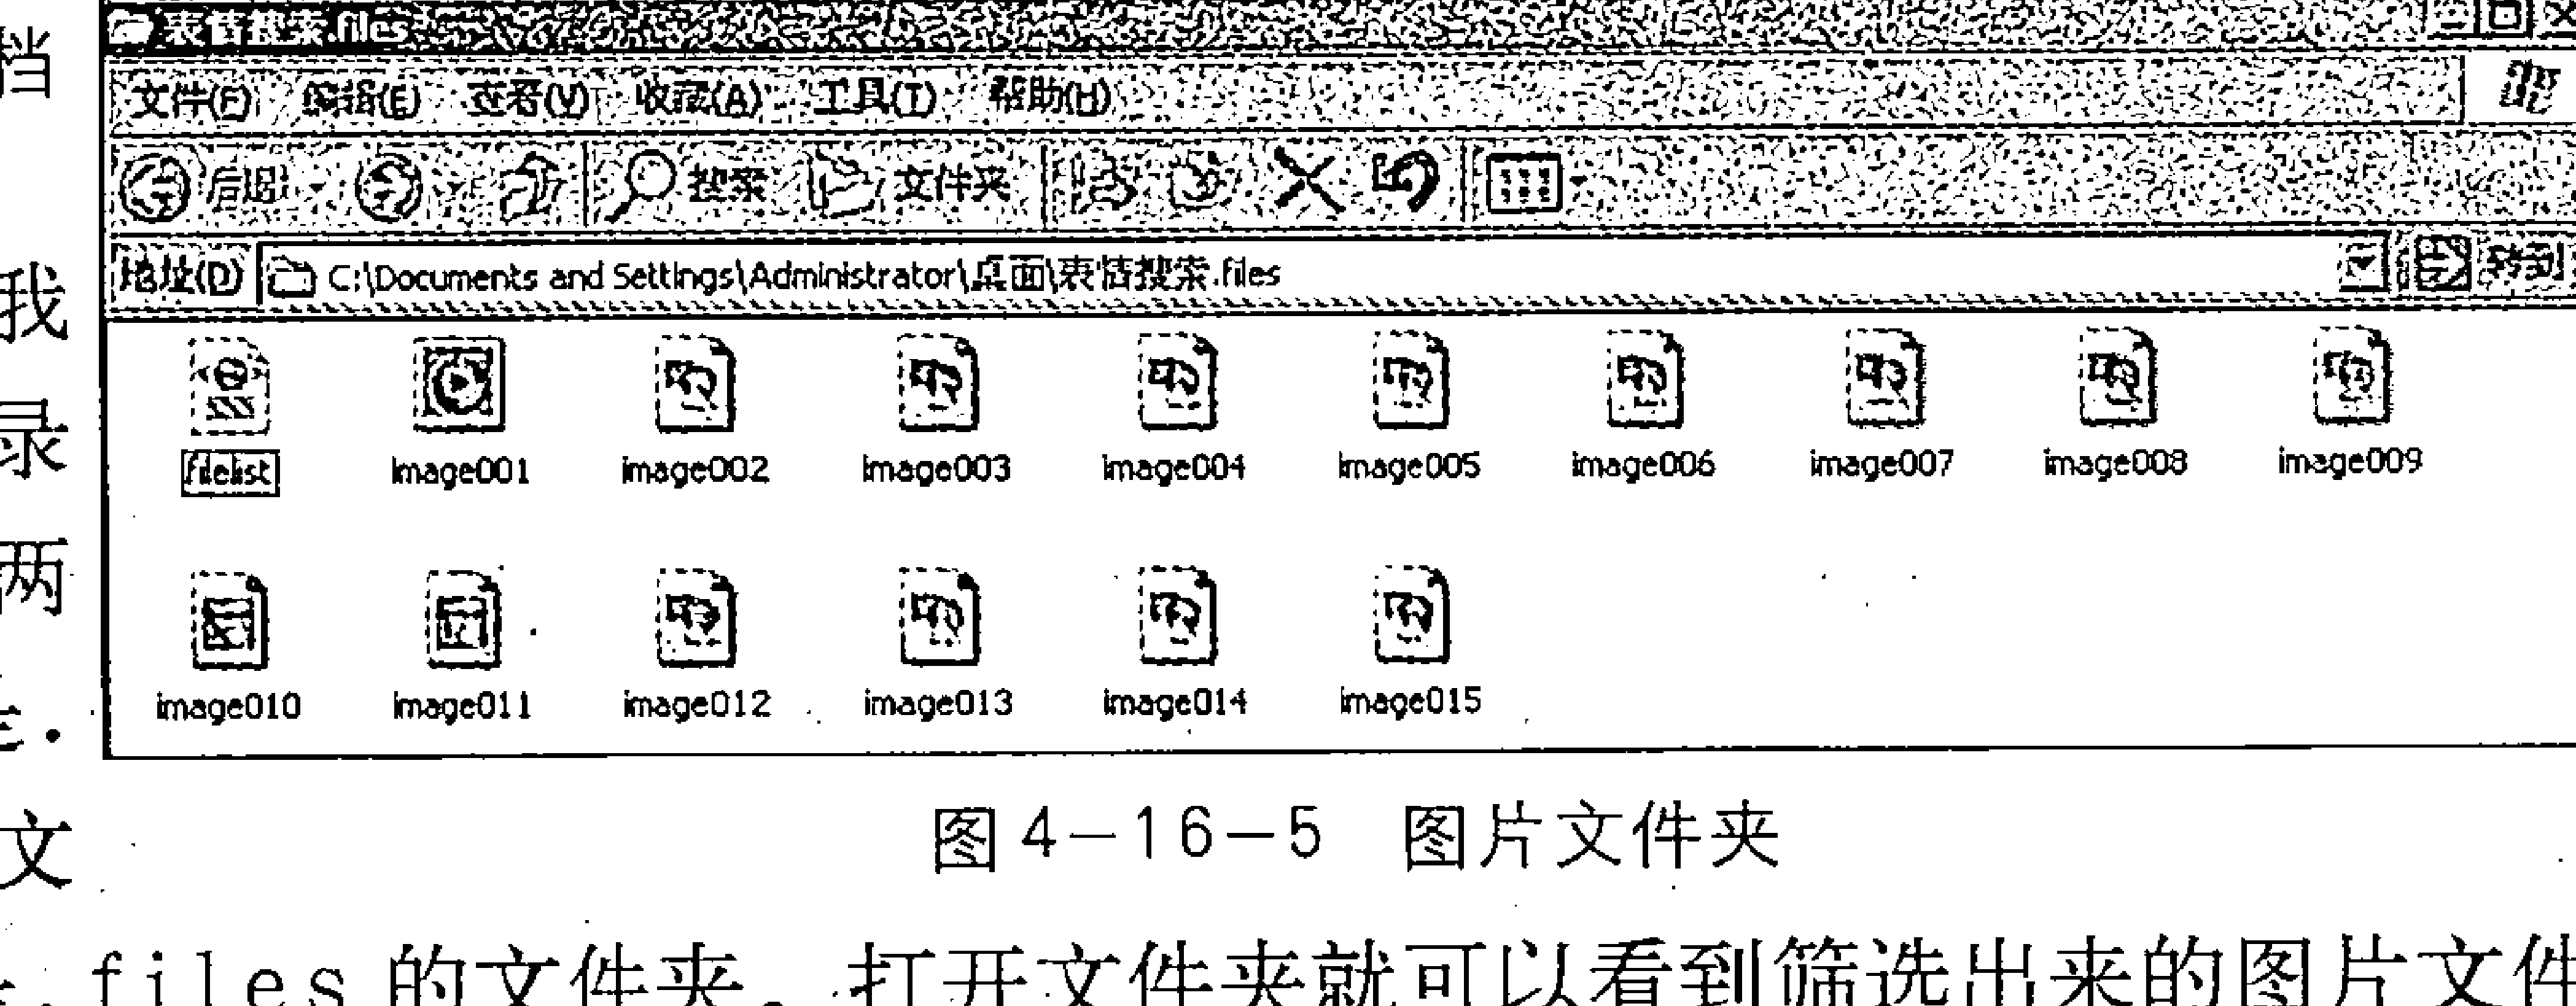 档
表情搜索.files
文件(F) 编辑(E) 查看(V) 收藏(A) 工具(T) 帮助(H)
后退 搜索 文件夹
我
地址(D) C:\Documents and Settings\Administrator\桌面\表情搜索.files 转到
录
filelist image001 image002 image003 image004 image005 image006 image007 image008 image009
两
image010 image011 image012 image013 image014 image015
文
图4-16-5 图片文件夹
.files 的文件夹。打开文件夹就可以看到筛选出来的图片文件